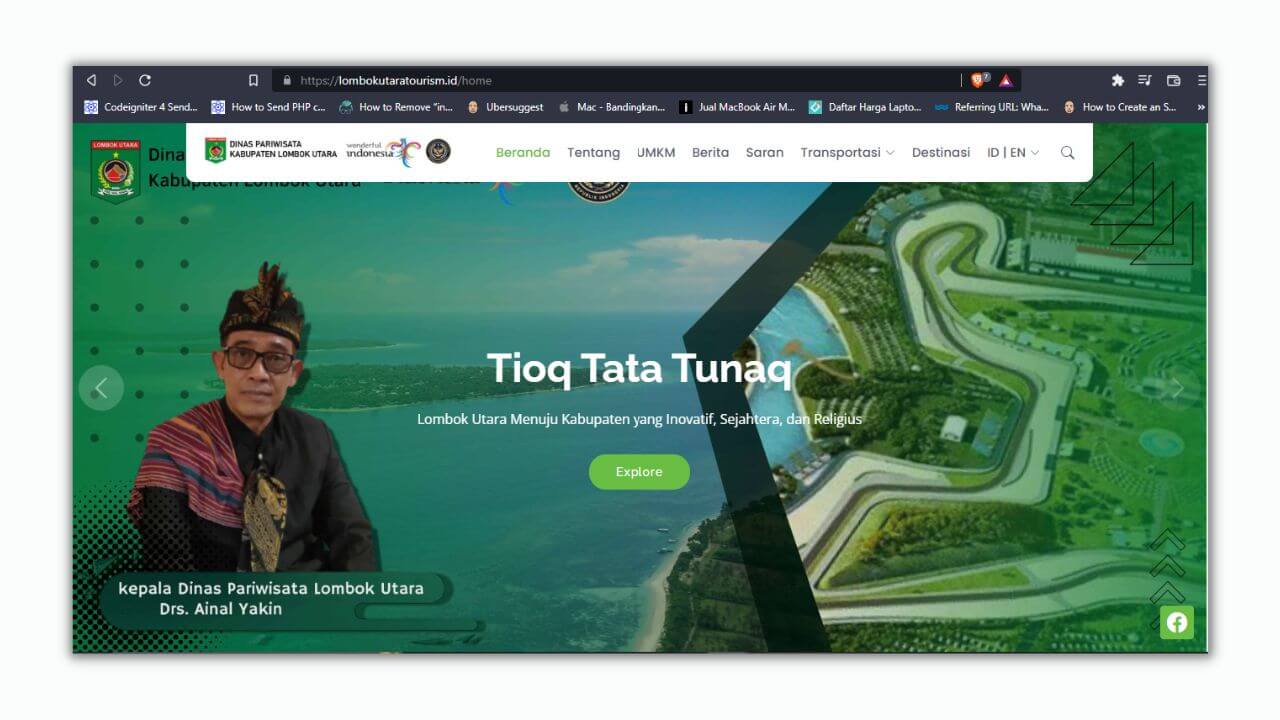 https://lombokutaratourism.id/home
7
Codeigniter 4 Send...
How to Send PHP c...
How to Remove "in...
Ubersuggest
Mac - Bandingkan...
Jual MacBook Air M...
Daftar Harga Lapto...
Referring URL: Wha...
How to Create an S...
»
LOMBOK UTARA
Dina
Kabupaten Lombok Utara
REPUBLIK INDONESIA
DINAS PARIWISATA
KABUPATEN LOMBOK UTARA
wonderful
indonesia
Beranda
Tentang
UMKM
Berita
Saran
Transportasi
Destinasi
ID | EN
Tioq Tata Tunaq
Lombok Utara Menuju Kabupaten yang Inovatif, Sejahtera, dan Religius
Explore
kepala Dinas Pariwisata Lombok Utara
Drs. Ainal Yakin